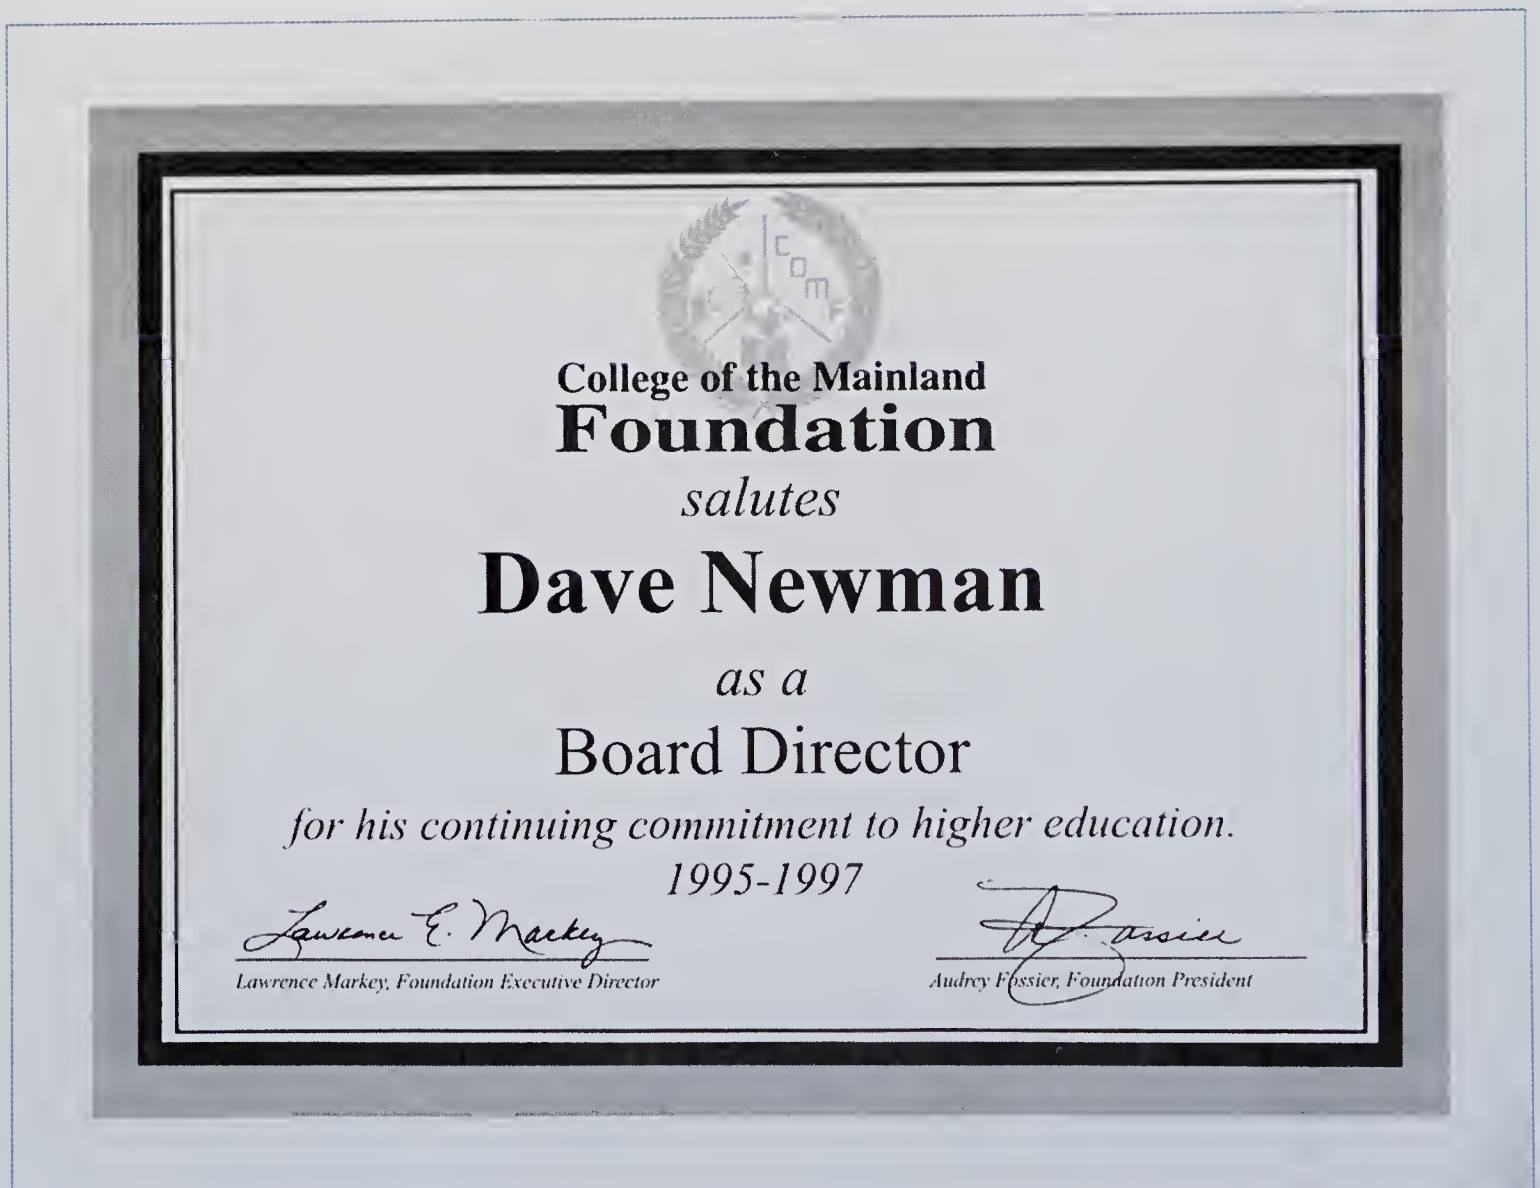 COM
College of the Mainland
Foundation
salutes
Dave Newman
as a
Board Director
for his continuing commitment to higher education.
1995-1997
Lawrence E. Markey
Lawrence Markey, Foundation Executive Director
Audrey Fossier, Foundation President